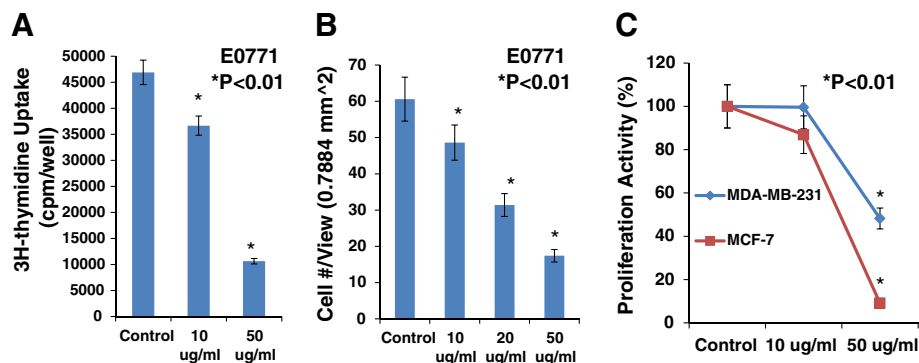 A
E0771
*P<0.01
3H-thymidine Uptake
(cpm/well)
50000
45000
40000
35000
30000
25000
20000
15000
10000
5000
0
*
*
Control
10
ug/ml
50
ug/ml
B
E0771
*P<0.01
Cell #/View (0.7884 mm^2)
70
60
50
40
30
20
10
0
*
*
*
Control
10
ug/ml
20
ug/ml
50
ug/ml
C
*P<0.01
Proliferation Activity (%)
120
100
80
60
40
20
0
MDA-MB-231
MCF-7
*
*
Control
10 ug/ml
50 ug/ml